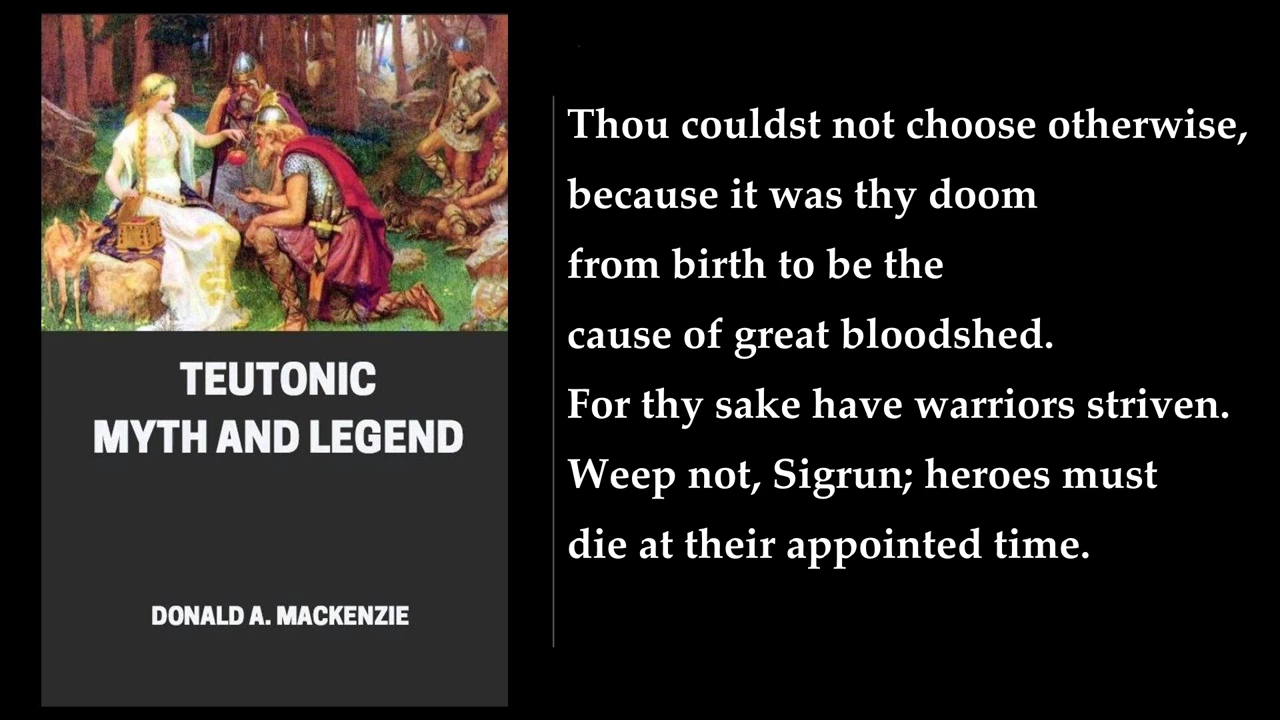 TEUTONIC
MYTH AND LEGEND
DONALD A. MACKENZIE
Thou couldst not choose otherwise,
because it was thy doom
from birth to be the
cause of great bloodshed.
For thy sake have warriors striven.
Weep not, Sigrun; heroes must
die at their appointed time.